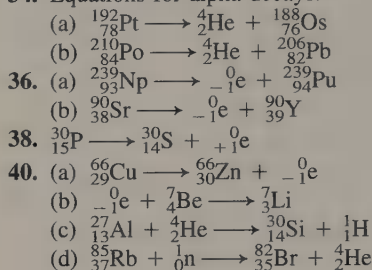 34. Equations for alpha decay:
(a) ¹⁹²₇₈Pt ⟶ ⁴₂He + ¹⁸⁸₇₆Os
(b) ²¹⁰₈₄Po ⟶ ⁴₂He + ²⁰⁶₈₂Pb
36. (a) ²³⁹₉₃Np ⟶ ⁰₋₁e + ²³⁹₉₄Pu
(b) ⁹⁰₃₈Sr ⟶ ⁰₋₁e + ⁹⁰₃₉Y
38. ³⁰₁₅P ⟶ ³⁰₁₄S + ⁰₊₁e
40. (a) ⁶⁶₂₉Cu ⟶ ⁶⁶₃₀Zn + ⁰₋₁e
(b) ⁰₋₁e + ⁷₄Be ⟶ ⁷₃Li
(c) ²⁷₁₃Al + ⁴₂He ⟶ ³⁰₁₄Si + ¹₁H
(d) ⁸⁵₃₇Rb + ¹₀n ⟶ ⁸²₃₅Br + ⁴₂He